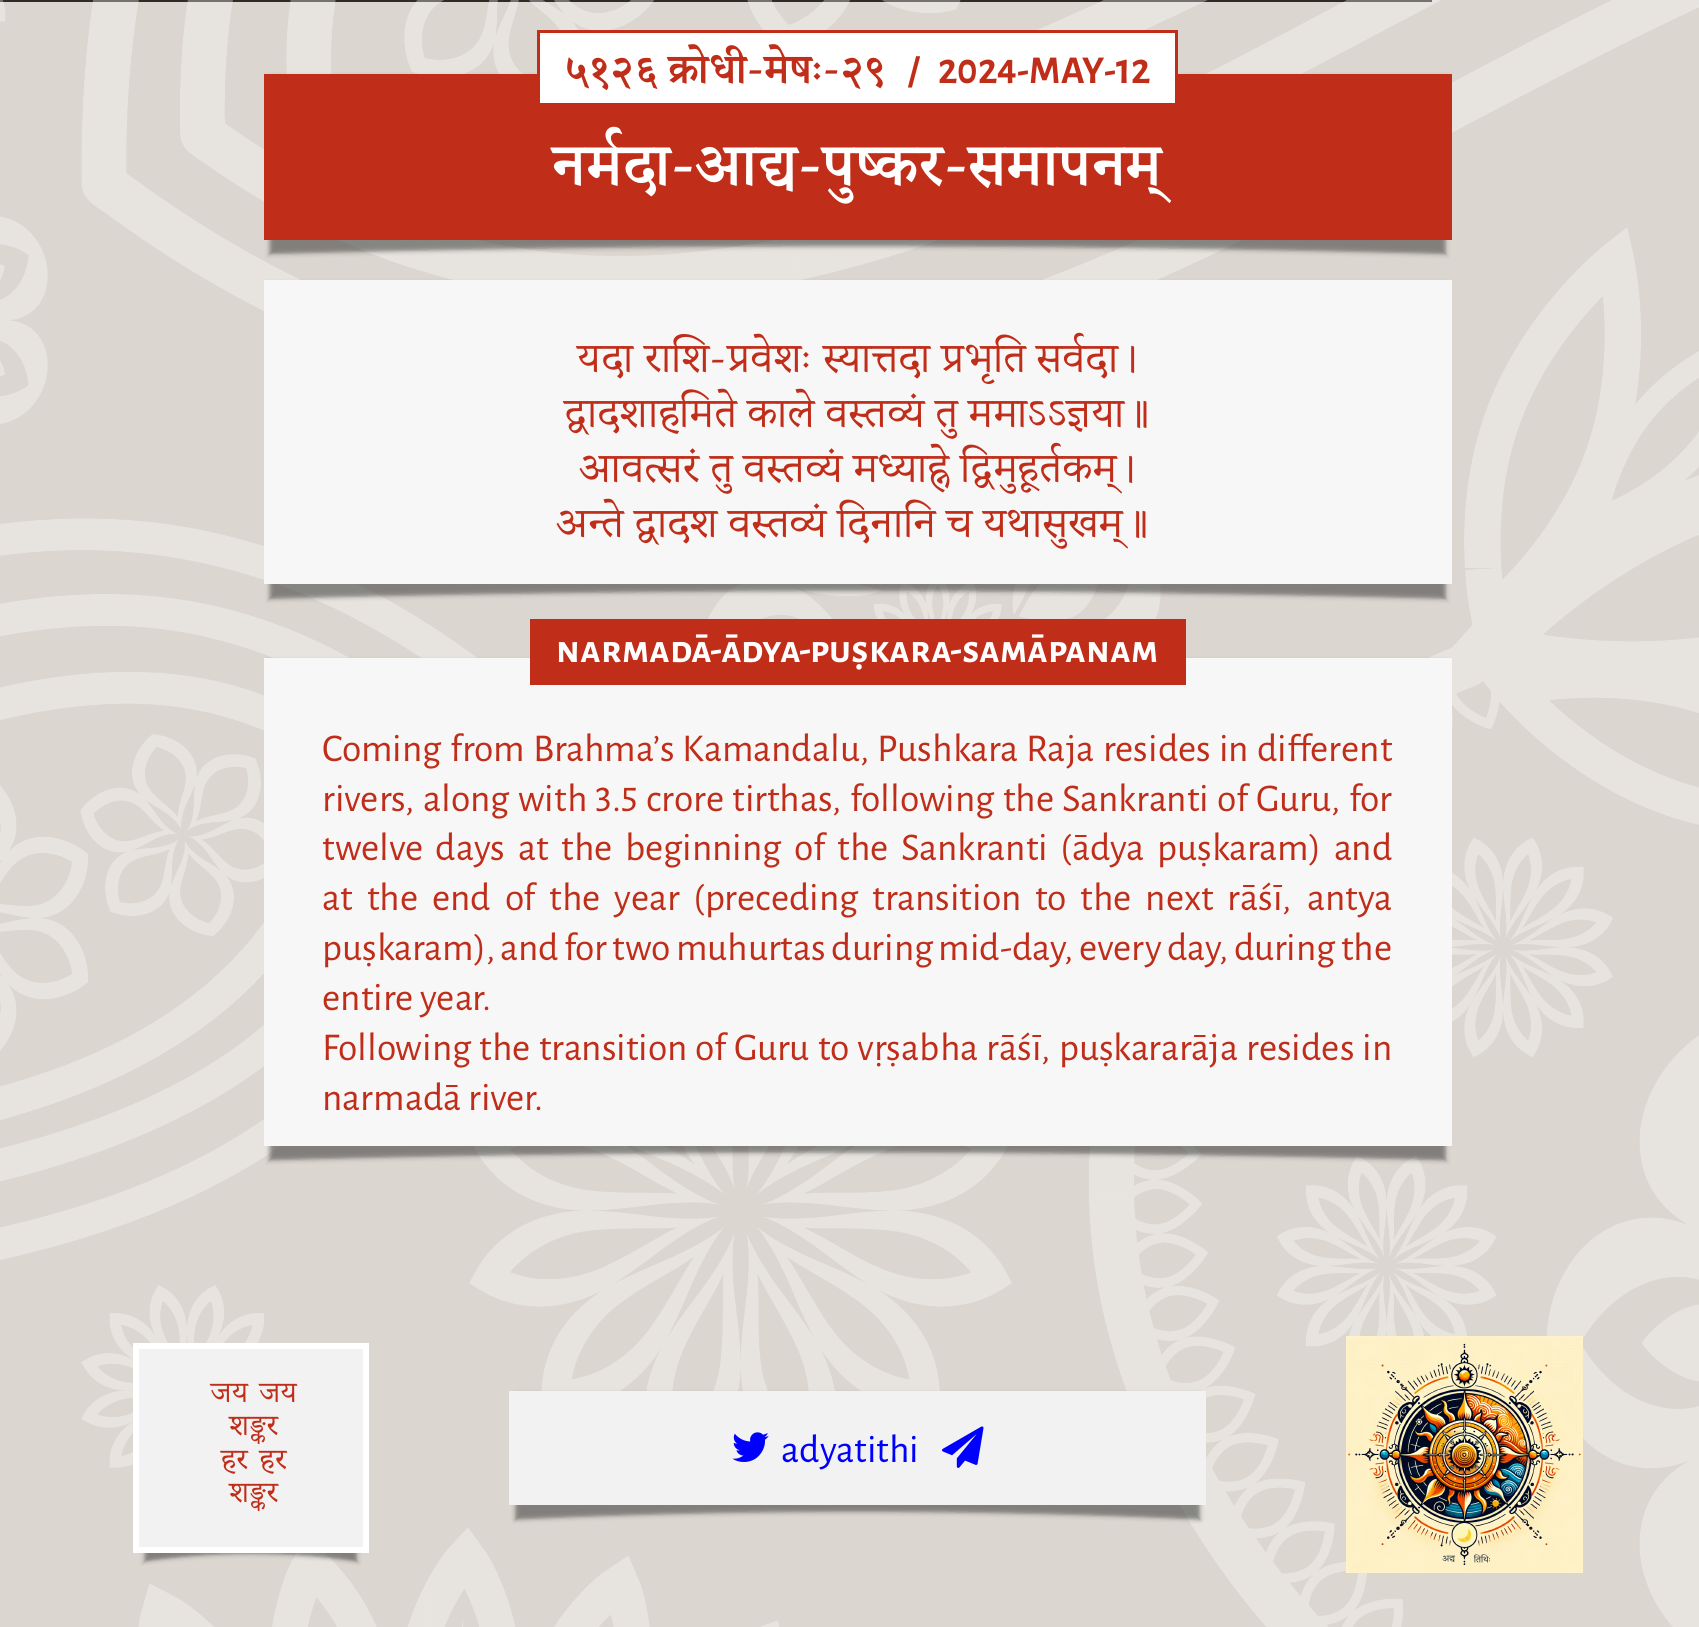 ५१२६ क्रोधी-मेषः-२९ / 2024-MAY-12
नर्मदा-आद्य-पुष्कर-समापनम्
यदा राशि-प्रवेशः स्यात्तदा प्रभृति सर्वदा।
द्वादशाहमिते काले वस्तव्यं तु ममाऽऽज्ञया॥
आवत्सरं तु वस्तव्यं मध्याह्ने द्विमुहूर्तकम्।
अन्ते द्वादश वस्तव्यं दिनानि च यथासुखम्॥
NARMADĀ-ĀDYA-PUṢKARA-SAMĀPANAM
Coming from Brahma’s Kamandalu, Pushkara Raja resides in different
rivers, along with 3.5 crore tirthas, following the Sankranti of Guru, for
twelve days at the beginning of the Sankranti (ādya puṣkaram) and
at the end of the year (preceding transition to the next rāśī, antya
puṣkaram), and for two muhurtas during mid-day, every day, during the
entire year.
Following the transition of Guru to vṛṣabha rāśī, puṣkararāja resides in
narmadā river.
जय जय
शङ्कर
हर हर
शङ्कर
adyatithi
अद्य तिथिः